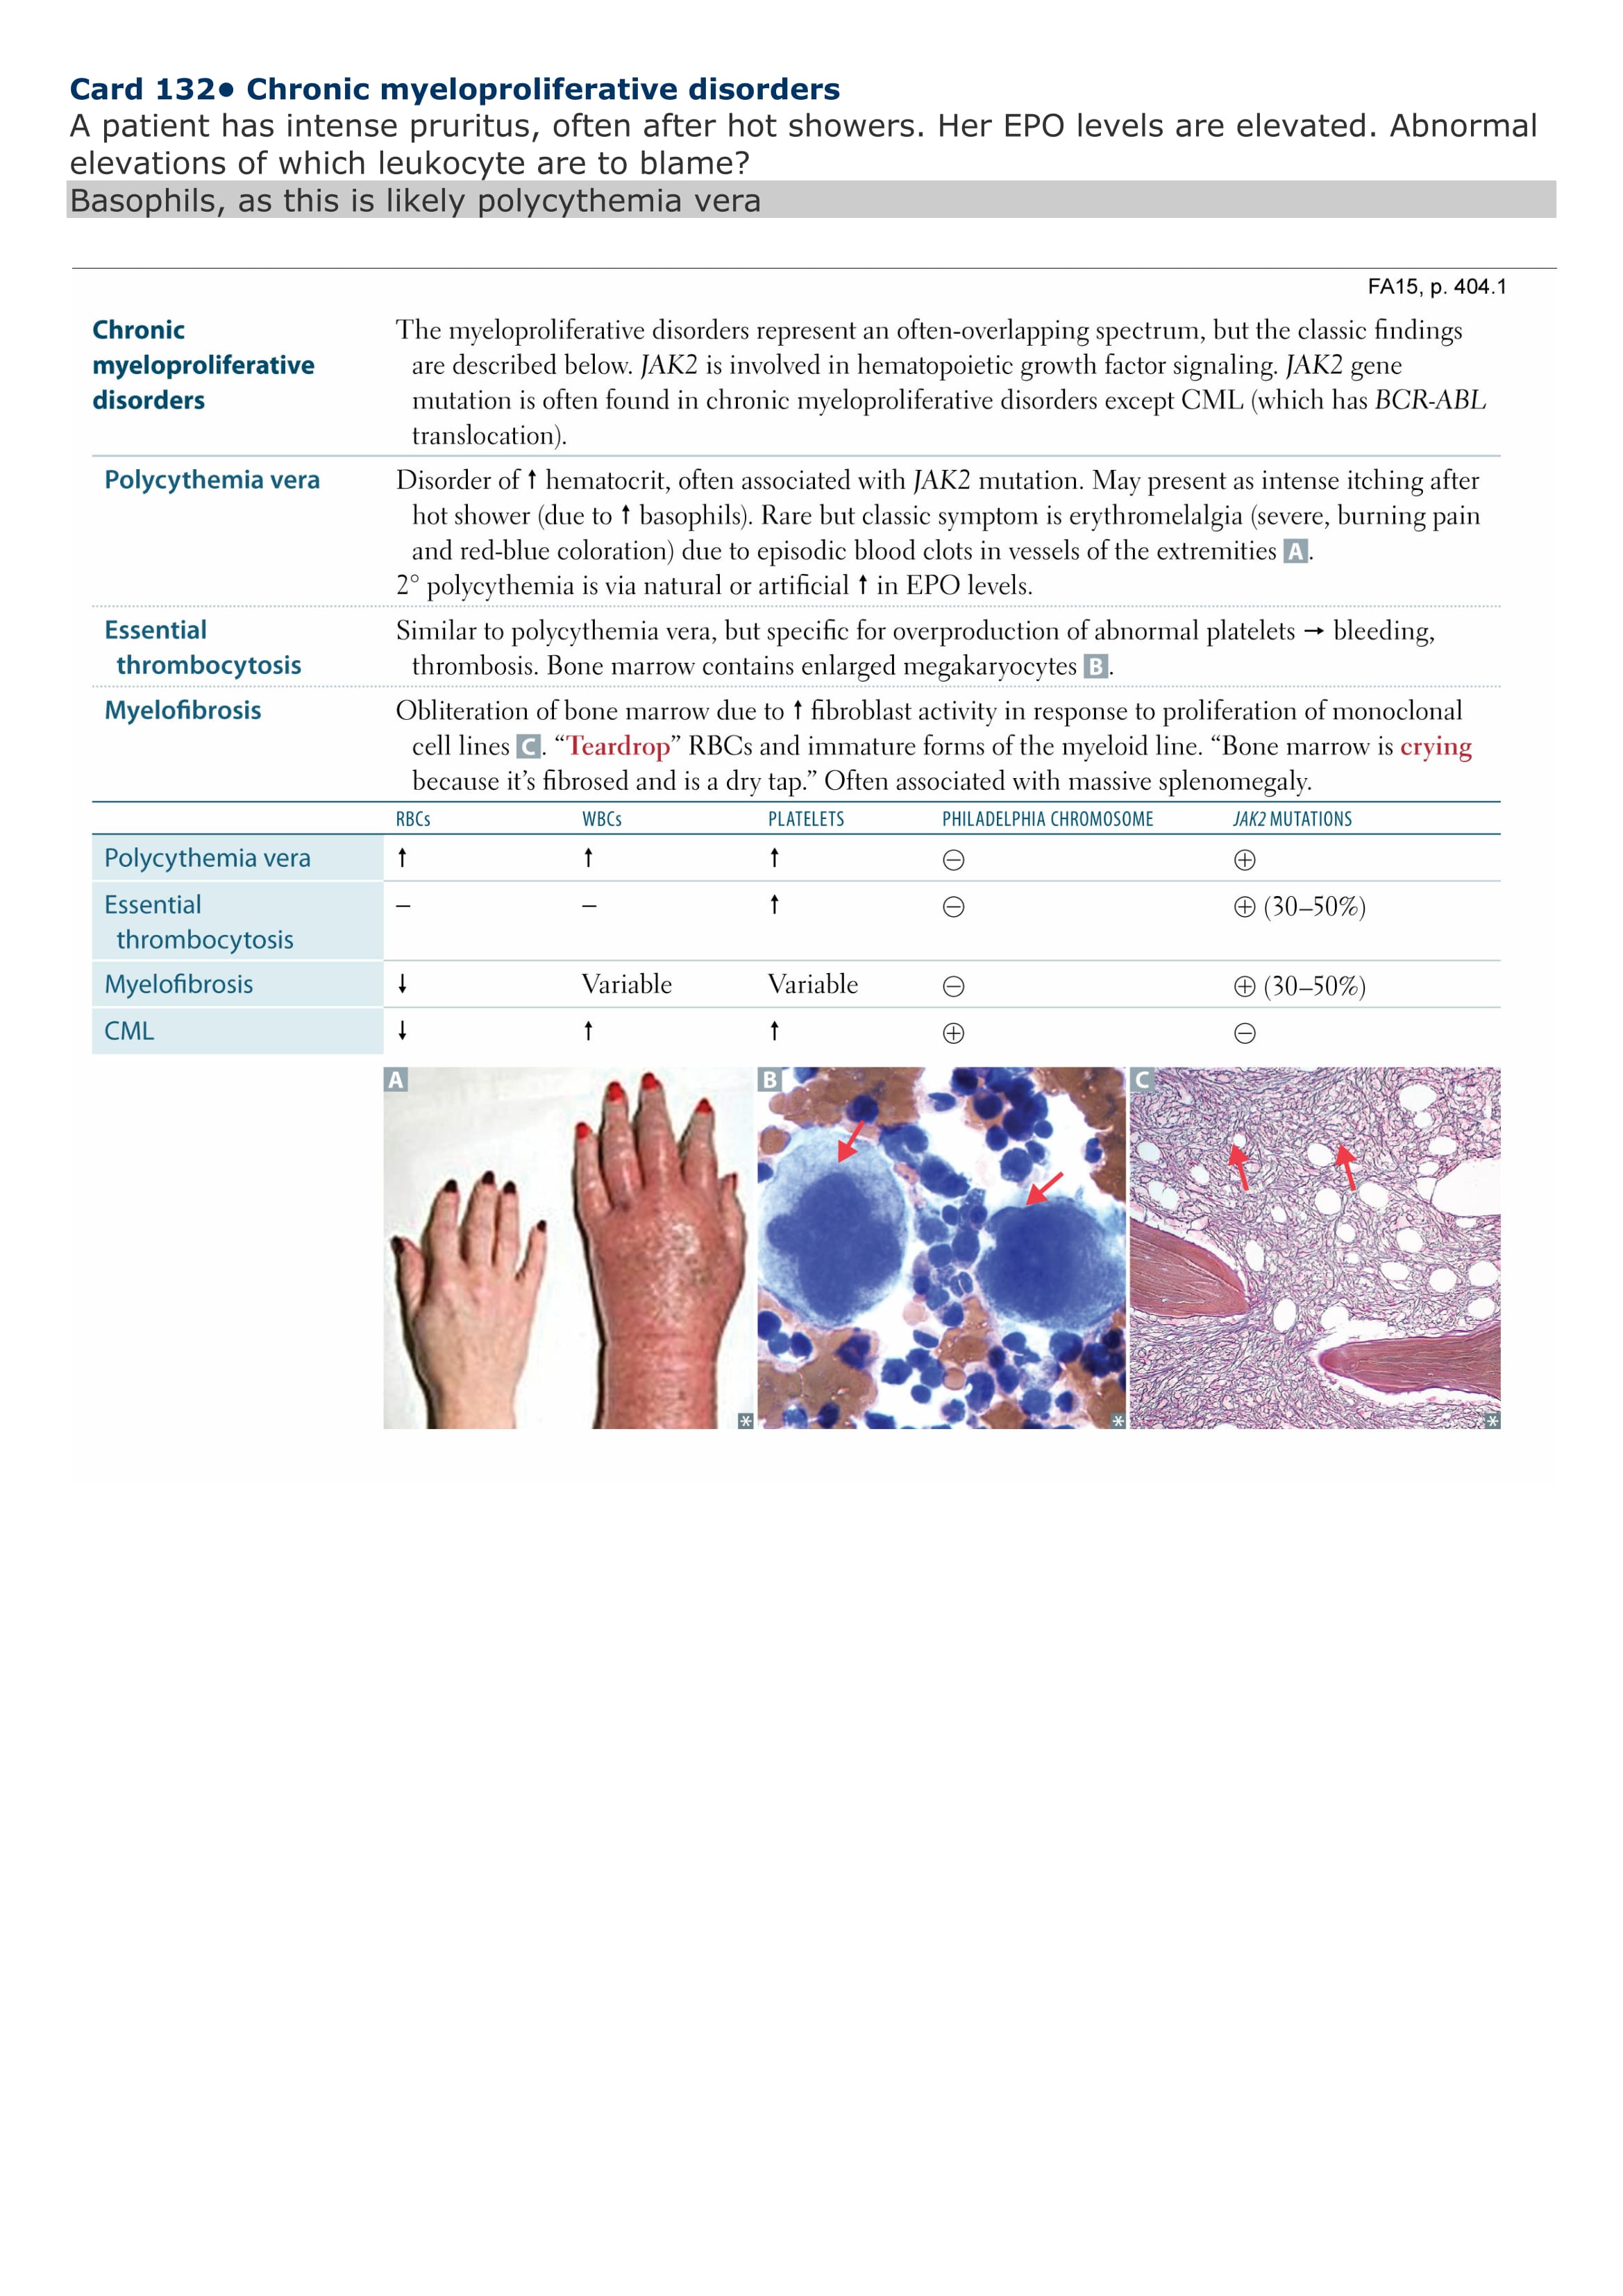 Card 132• Chronic myeloproliferative disorders
A patient has intense pruritus, often after hot showers. Her EPO levels are elevated. Abnormal
elevations of which leukocyte are to blame?
Basophils, as this is likely polycythemia vera
FA15, p. 404.1
Chronic
myeloproliferative
disorders
The myeloproliferative disorders represent an often-overlapping spectrum, but the classic findings
are described below. JAK2 is involved in hematopoietic growth factor signaling. JAK2 gene
mutation is often found in chronic myeloproliferative disorders except CML (which has BCR-ABL
translocation).
Polycythemia vera
Disorder of ↑ hematocrit, often associated with JAK2 mutation. May present as intense itching after
hot shower (due to ↑ basophils). Rare but classic symptom is erythromelalgia (severe, burning pain
and red-blue coloration) due to episodic blood clots in vessels of the extremities A.
2° polycythemia is via natural or artificial ↑ in EPO levels.
Essential
thrombocytosis
Similar to polycythemia vera, but specific for overproduction of abnormal platelets → bleeding,
thrombosis. Bone marrow contains enlarged megakaryocytes B.
Myelofibrosis
Obliteration of bone marrow due to ↑ fibroblast activity in response to proliferation of monoclonal
cell lines C. “Teardrop” RBCs and immature forms of the myeloid line. “Bone marrow is crying
because it’s fibrosed and is a dry tap.” Often associated with massive splenomegaly.
RBCs WBCs PLATELETS PHILADELPHIA CHROMOSOME JAK2 MUTATIONS
Polycythemia vera ↑ ↑ ↑ ⊖ ⊕
Essential
thrombocytosis – – ↑ ⊖ ⊕ (30–50%)
Myelofibrosis ↓ Variable Variable ⊖ ⊕ (30–50%)
CML ↓ ↑ ↑ ⊕ ⊖
A B C
* * *